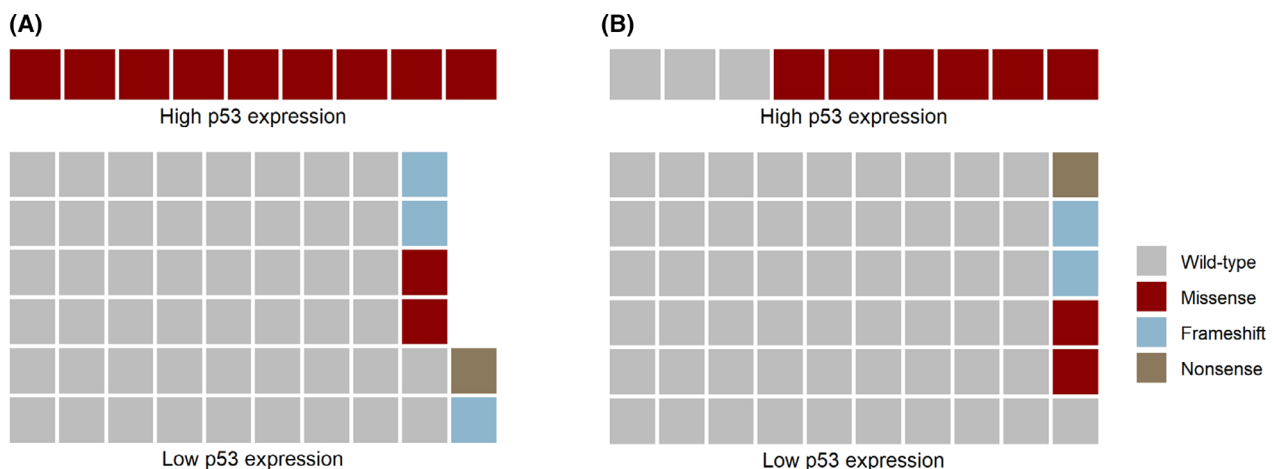 (A)
High p53 expression
Low p53 expression
(B)
High p53 expression
Low p53 expression
Wild-type
Missense
Frameshift
Nonsense